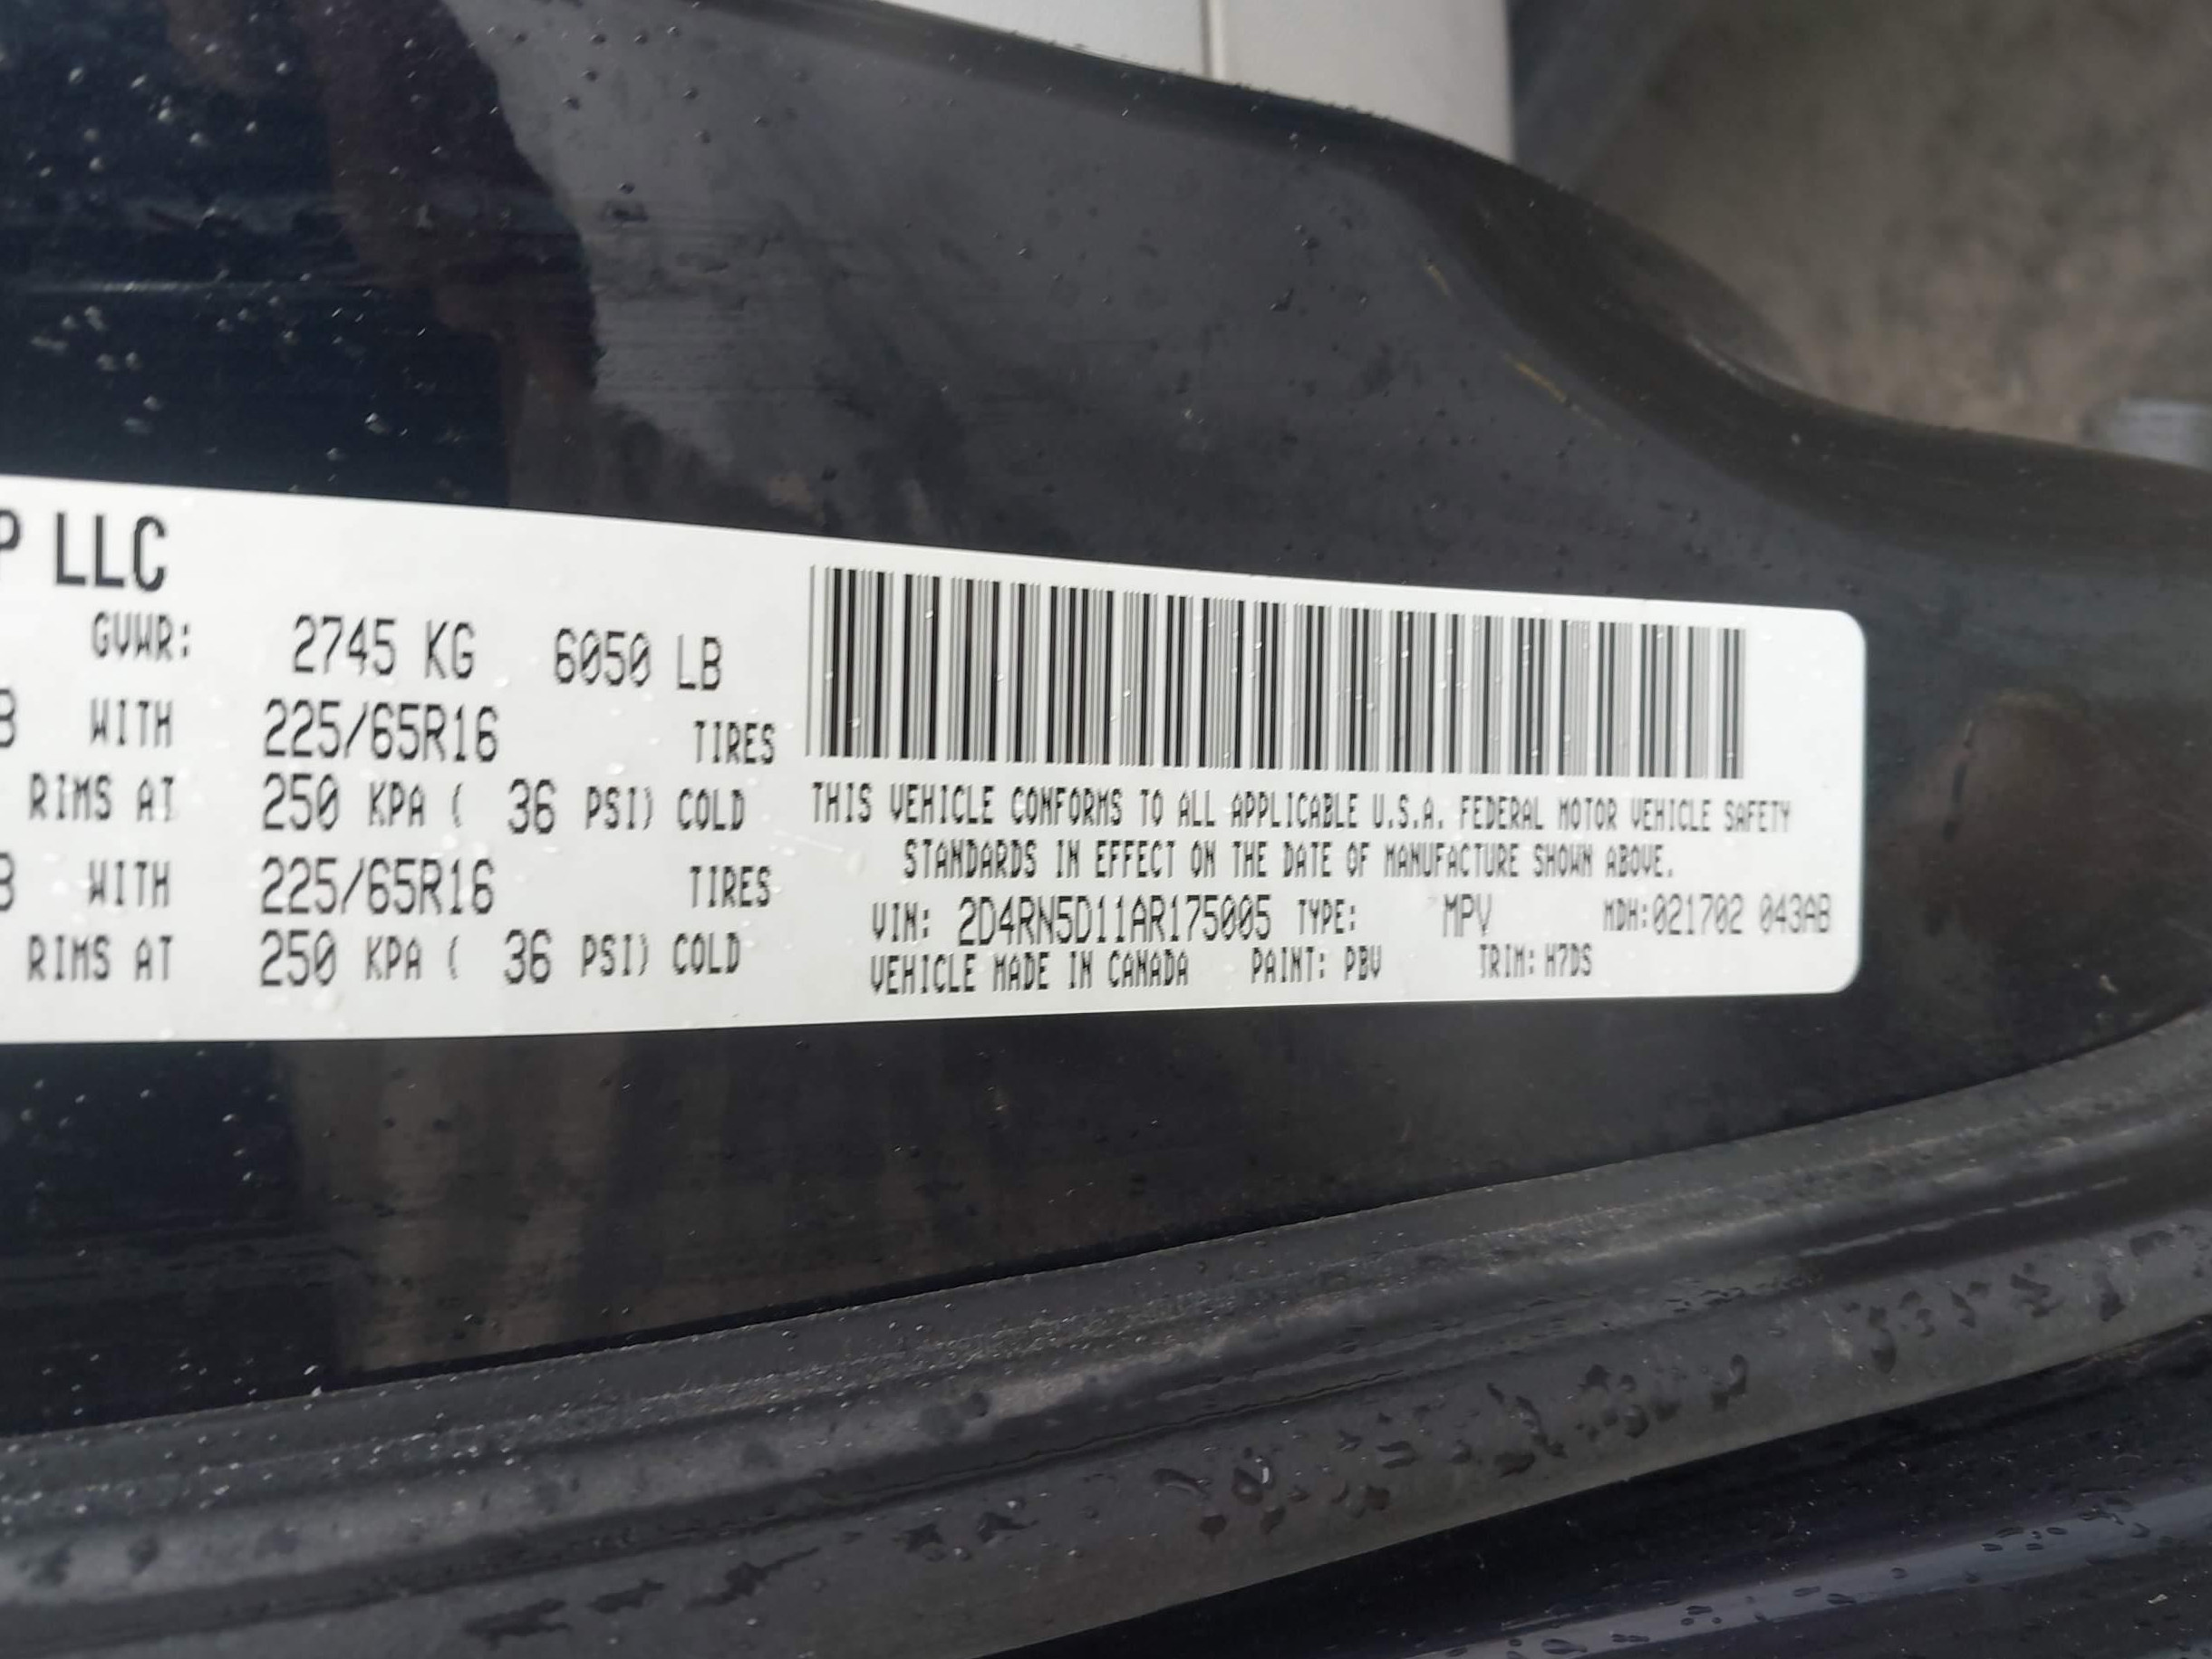 P LLC
GVWR: 2745 KG 6050 LB
B WITH 225/65R16 TIRES
RIMS AT 250 KPA ( 36 PSI) COLD
B WITH 225/65R16 TIRES
RIMS AT 250 KPA ( 36 PSI) COLD
THIS VEHICLE CONFORMS TO ALL APPLICABLE U.S.A. FEDERAL MOTOR VEHICLE SAFETY
STANDARDS IN EFFECT ON THE DATE OF MANUFACTURE SHOWN ABOVE.
VIN: 2D4RN5D11AR175005 TYPE: MPV MDH:021702 043AB
VEHICLE MADE IN CANADA PAINT: PBV TRIM: H7DS